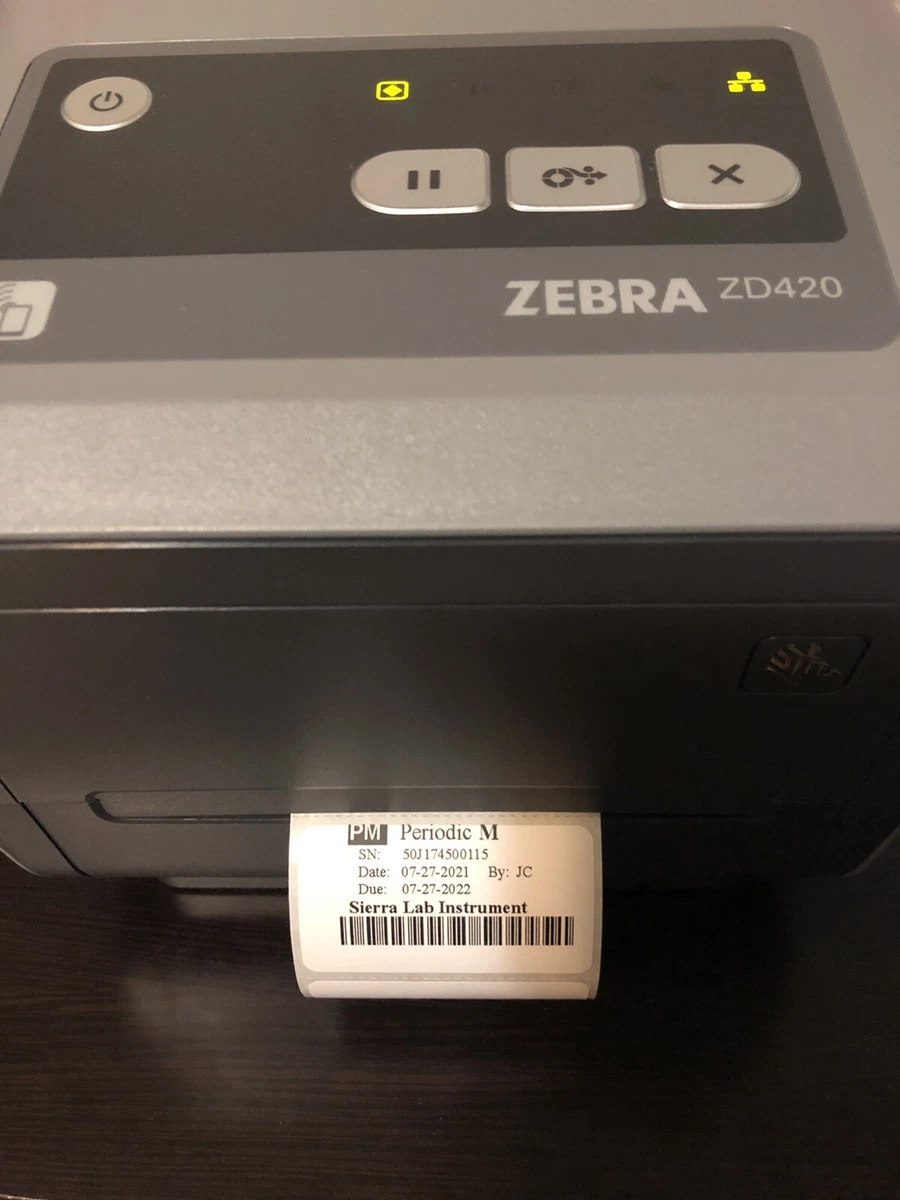 ZEBRA ZD420
PM Periodic M
SN: 50J174500115
Date: 07-27-2021 By: JC
Due: 07-27-2022
Sierra Lab Instrument